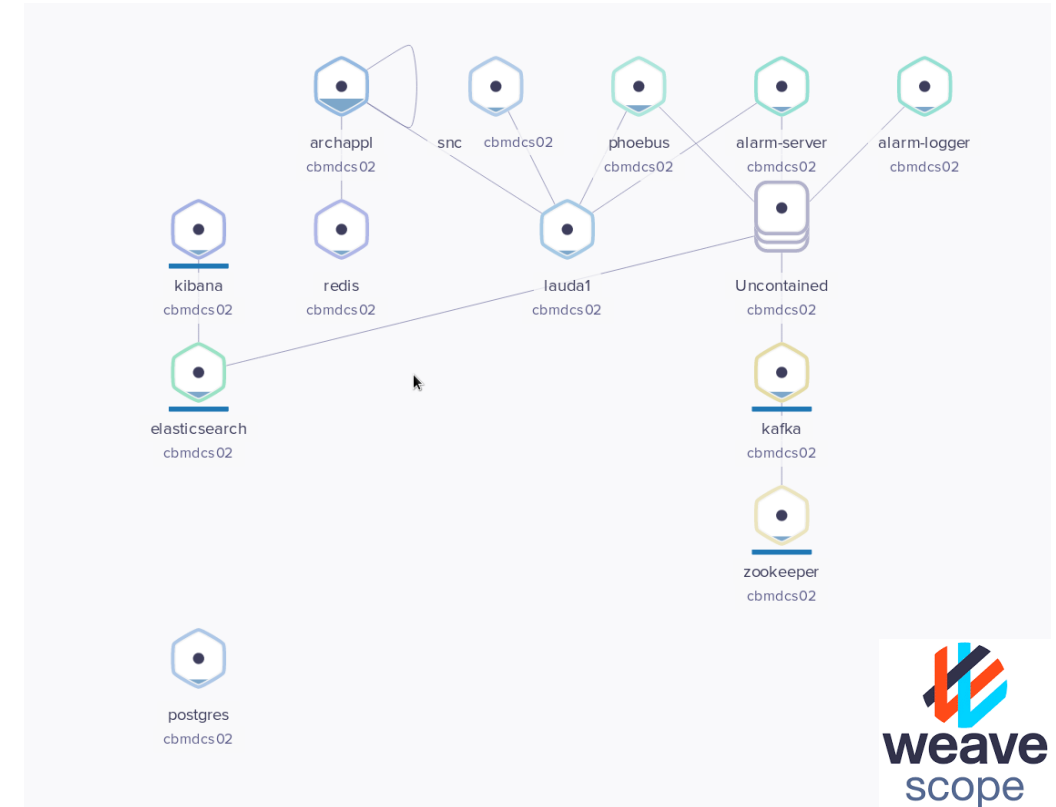 archappl
cbmdcs02
snc
cbmdcs02
phoebus
cbmdcs02
alarm-server
cbmdcs02
alarm-logger
cbmdcs02
kibana
cbmdcs02
redis
cbmdcs02
lauda1
cbmdcs02
Uncontained
elasticsearch
cbmdcs02
kafka
cbmdcs02
zookeeper
cbmdcs02
postgres
cbmdcs02
weave
scope